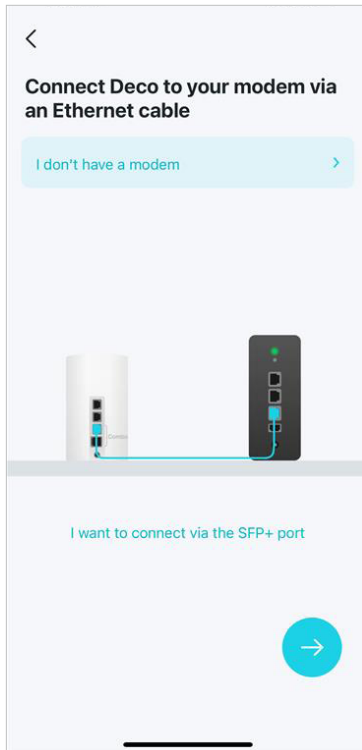 Connect Deco to your modem via
an Ethernet cable
I don't have a modem
Combo
I want to connect via the SFP+ port